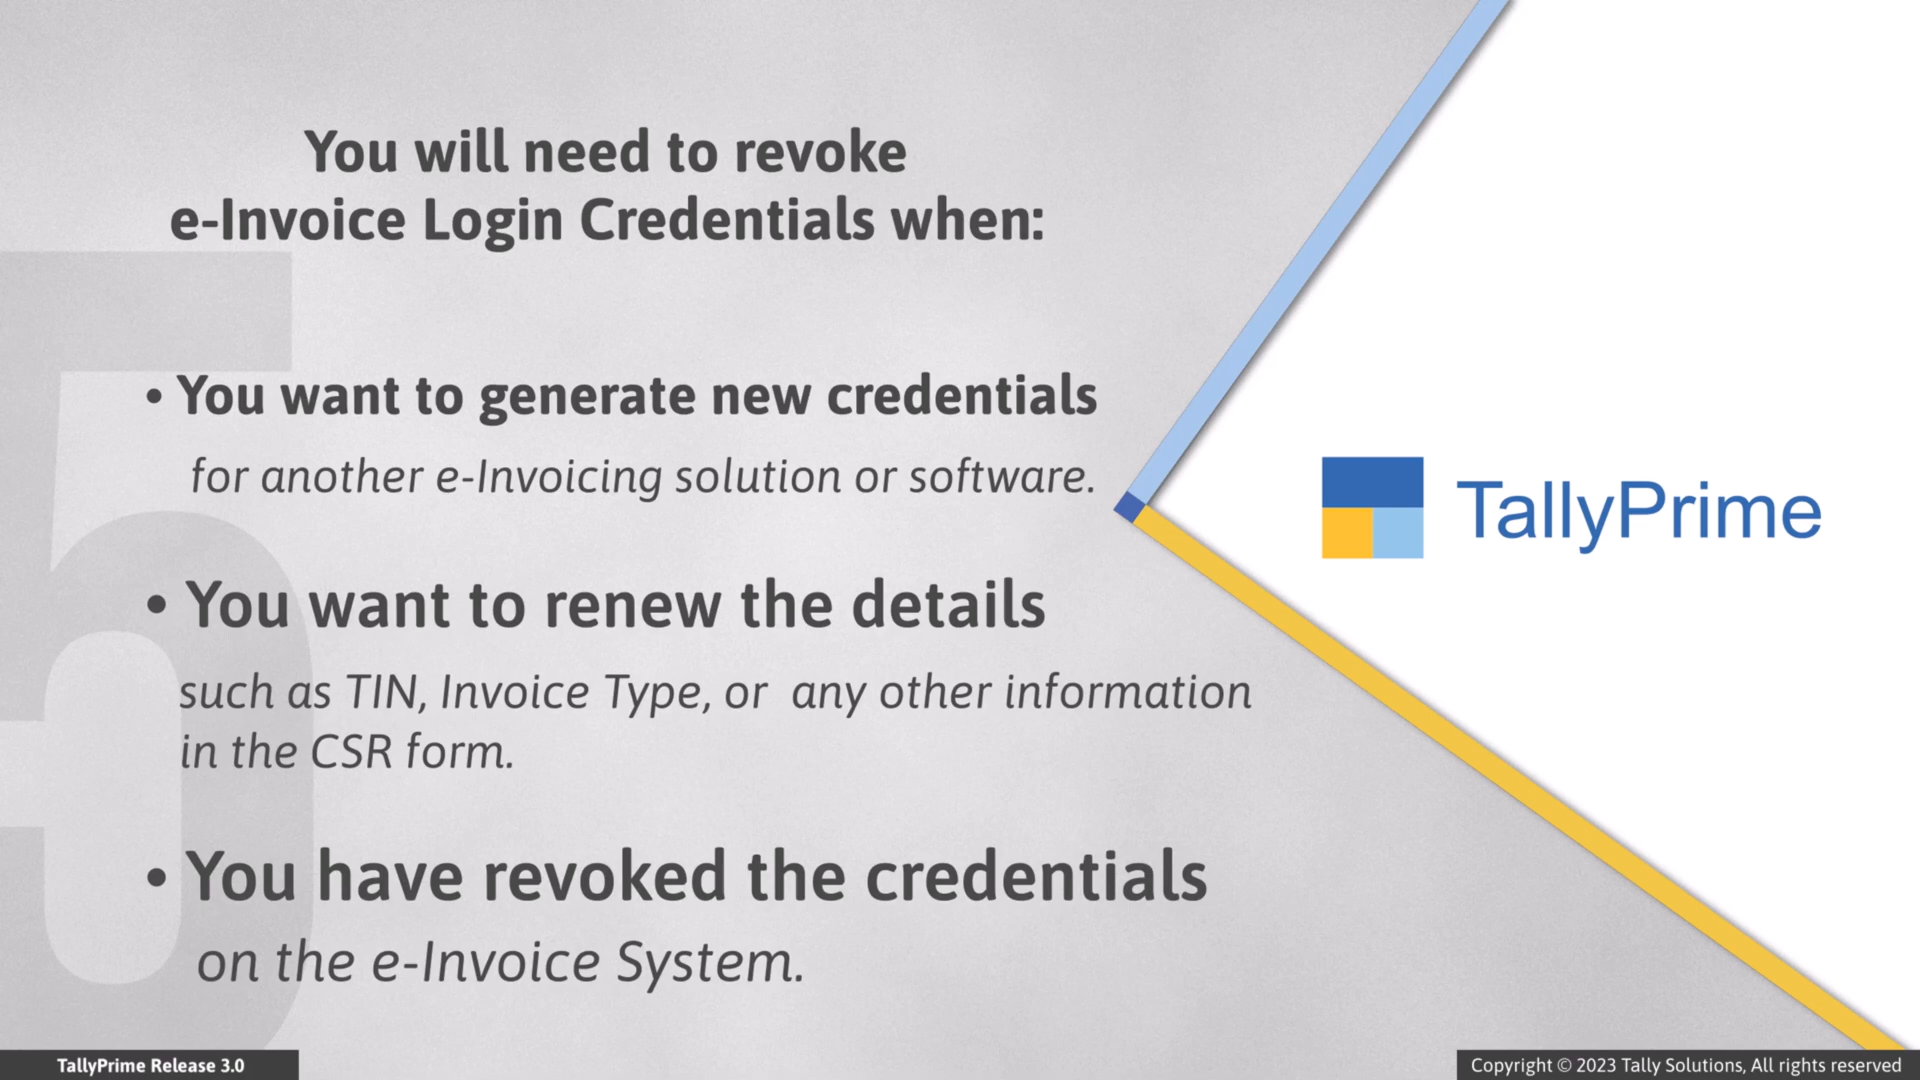 You will need to revoke
e-Invoice Login Credentials when:
• You want to generate new credentials
for another e-Invoicing solution or software.
• You want to renew the details
such as TIN, Invoice Type, or any other information
in the CSR form.
• You have revoked the credentials
on the e-Invoice System.
TallyPrime
5
TallyPrime Release 3.0
Copyright © 2023 Tally Solutions, All rights reserved